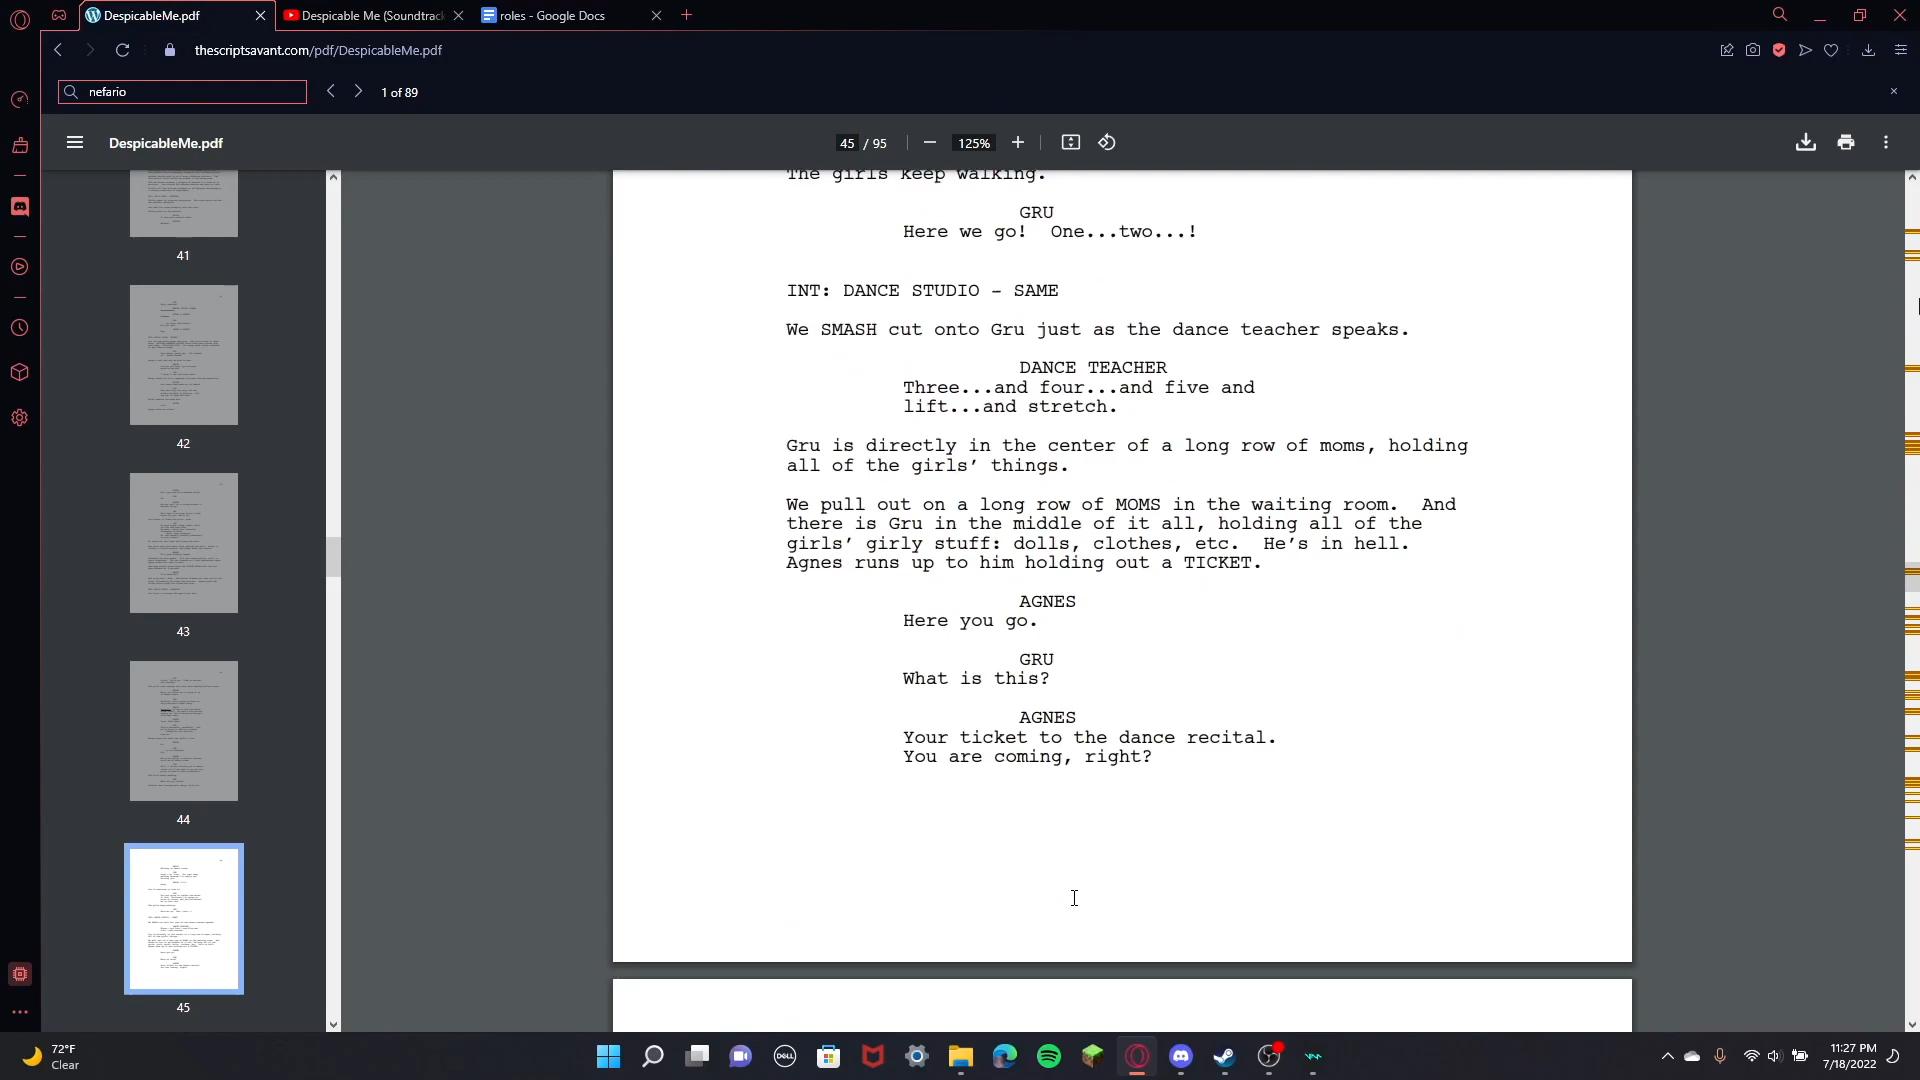 DespicableMe.pdf
Despicable Me (Soundtrac
roles - Google Docs
thescriptsavant.com/pdf/DespicableMe.pdf
nefario
1 of 89
DespicableMe.pdf
45 / 95
125%
41
42
43
44
45
The girls keep walking.
GRU
Here we go!  One...two...!
INT: DANCE STUDIO – SAME
We SMASH cut onto Gru just as the dance teacher speaks.
DANCE TEACHER
Three...and four...and five and
lift...and stretch.
Gru is directly in the center of a long row of moms, holding
all of the girls’ things.
We pull out on a long row of MOMS in the waiting room.  And
there is Gru in the middle of it all, holding all of the
girls’ girly stuff: dolls, clothes, etc.  He’s in hell.
Agnes runs up to him holding out a TICKET.
AGNES
Here you go.
GRU
What is this?
AGNES
Your ticket to the dance recital.
You are coming, right?
72°F
Clear
DELL
11:27 PM
7/18/2022